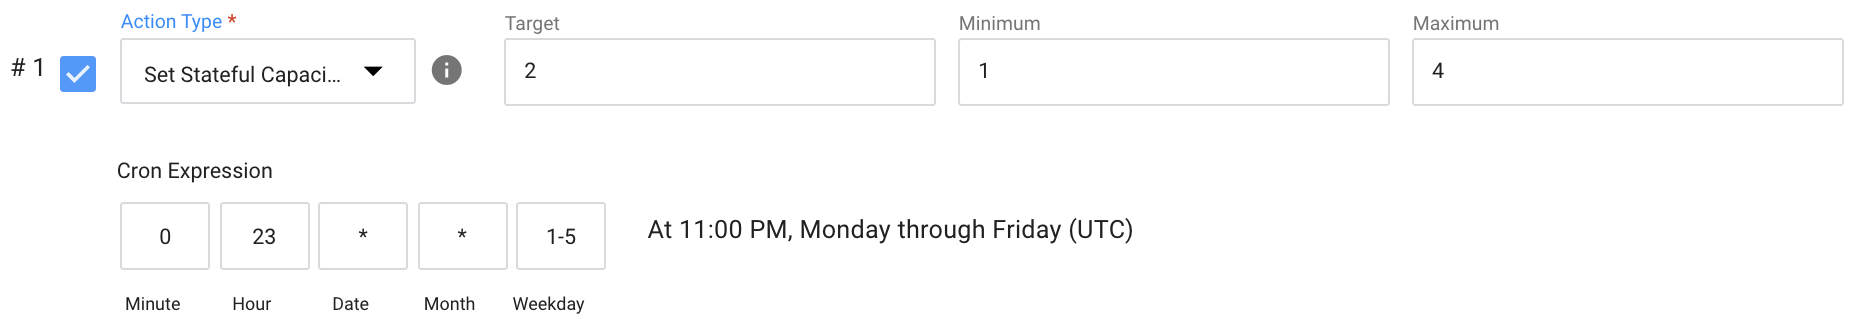 Action Type * Target Minimum Maximum
# 1 Set Stateful Capaci... 2 1 4
Cron Expression
0 23 * * 1-5 At 11:00 PM, Monday through Friday (UTC)
Minute Hour Date Month Weekday